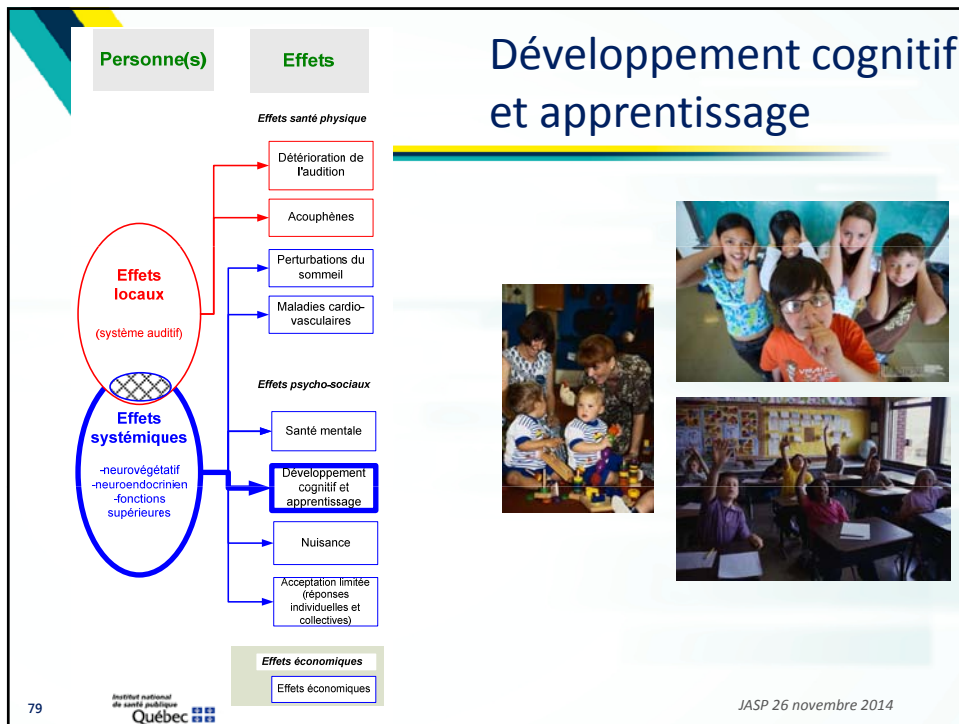 Personne(s)
Effets
Développement cognitif
et apprentissage
Effets santé physique
Détérioration de
l'audition
Acouphènes
Perturbations du
sommeil
Maladies cardio-
vasculaires
Effets
locaux
(système auditif)
Effets psycho-sociaux
Effets
systémiques
-neurovégétatif
-neuroendocrinien
-fonctions
supérieures
Santé mentale
Développement
cognitif et
apprentissage
Nuisance
Acceptation limitée
(réponses
individuelles et
collectives)
Effets économiques
Effets économiques
79
Institut national
de santé publique
Québec
JASP 26 novembre 2014